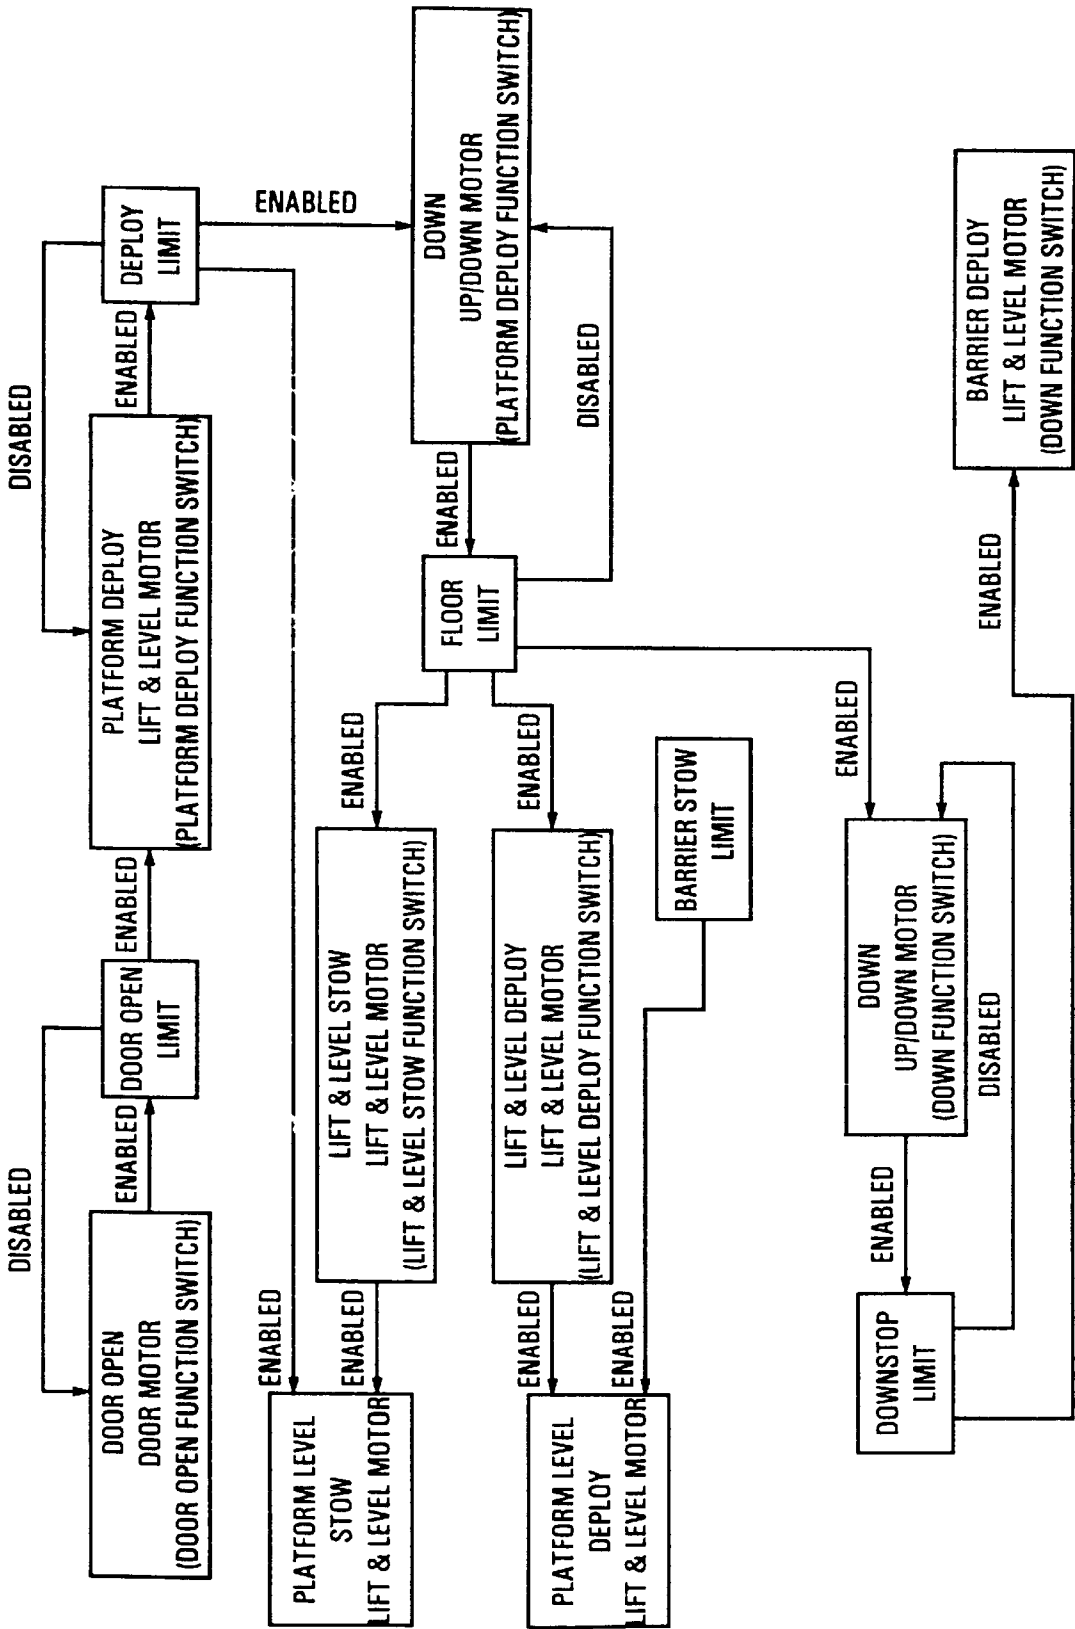 DISABLED
DISABLED
DOOR OPEN
DOOR MOTOR
(DOOR OPEN FUNCTION SWITCH)
ENABLED
DOOR OPEN
LIMIT
ENABLED
PLATFORM DEPLOY
LIFT & LEVEL MOTOR
(PLATFORM DEPLOY FUNCTION SWITCH)
ENABLED
DEPLOY
LIMIT
ENABLED
ENABLED
PLATFORM LEVEL
STOW
LIFT & LEVEL MOTOR
ENABLED
LIFT & LEVEL STOW
LIFT & LEVEL MOTOR
(LIFT & LEVEL STOW FUNCTION SWITCH)
ENABLED
FLOOR
LIMIT
ENABLED
DOWN
UP/DOWN MOTOR
(PLATFORM DEPLOY FUNCTION SWITCH)
DISABLED
PLATFORM LEVEL
DEPLOY
LIFT & LEVEL MOTOR
ENABLED
ENABLED
LIFT & LEVEL DEPLOY
LIFT & LEVEL MOTOR
(LIFT & LEVEL DEPLOY FUNCTION SWITCH)
ENABLED
BARRIER STOW
LIMIT
ENABLED
DOWNSTOP
LIMIT
ENABLED
DOWN
UP/DOWN MOTOR
(DOWN FUNCTION SWITCH)
DISABLED
ENABLED
BARRIER DEPLOY
LIFT & LEVEL MOTOR
(DOWN FUNCTION SWITCH)